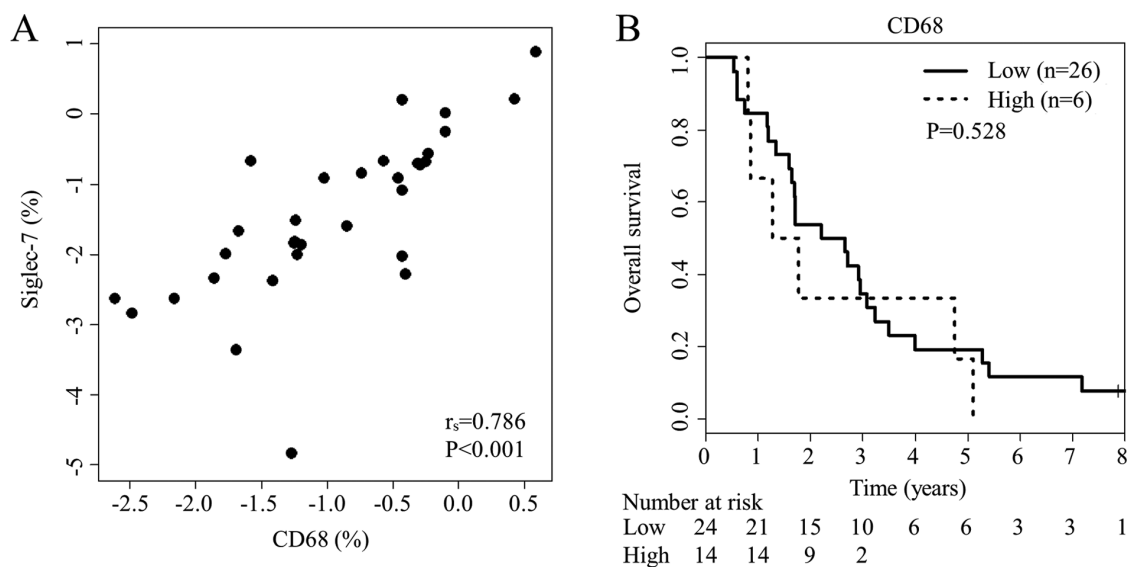 A
1
0
-1
-2
-3
-4
-5
Siglec-7 (%)
rₛ=0.786
P<0.001
-2.5 -2.0 -1.5 -1.0 -0.5 0.0 0.5
CD68 (%)
B
CD68
1.0
0.8
0.6
0.4
0.2
0.0
Overall survival
Low (n=26)
High (n=6)
P=0.528
0 1 2 3 4 5 6 7 8
Time (years)
Number at risk
Low 24 21 15 10 6 6 3 3 1
High 14 14 9 2